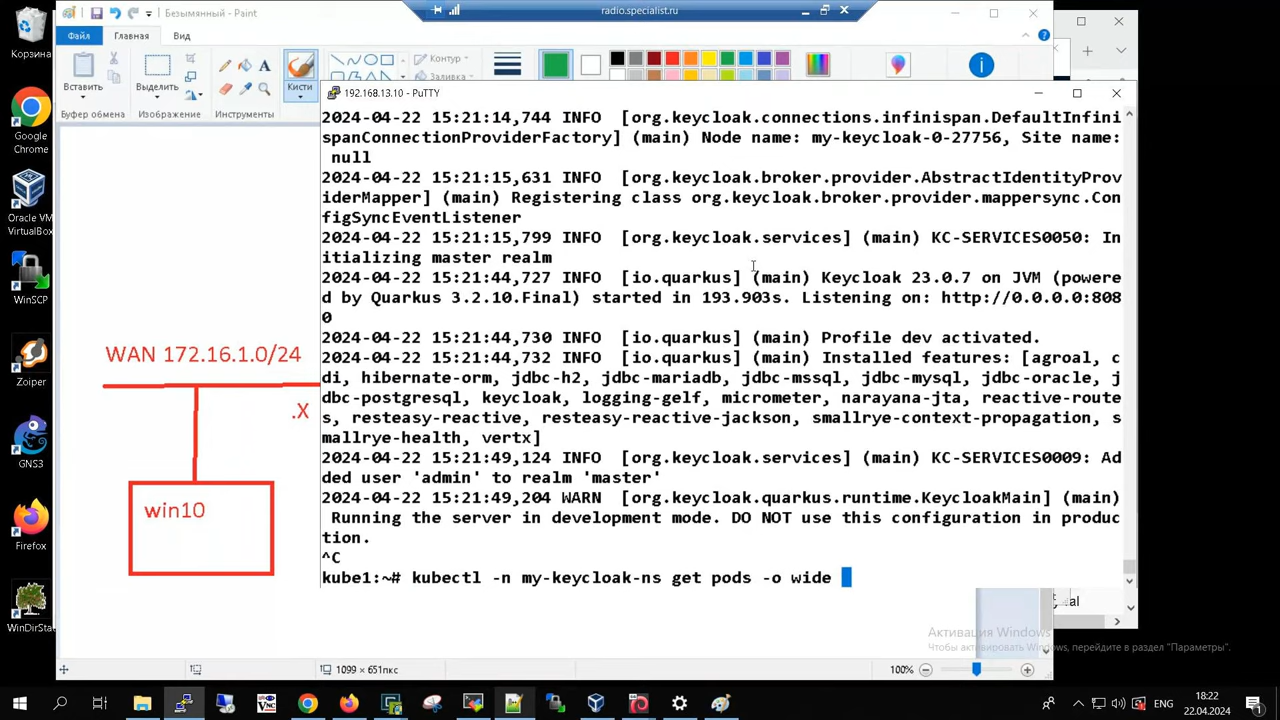 Безымянный - Paint
radio.specialist.ru
Файл
Главная
Вид
Вставить
Выделить
Кисти
Контур
Заливка
Буфер обмена
Изображение
Инструменты
Корзина
Google Chrome
Oracle VM VirtualBox
WinSCP
Zoiper
GNS3
Firefox
WinDirStat
192.168.13.10 - PuTTY
2024-04-22 15:21:14,744 INFO  [org.keycloak.connections.infinispan.DefaultInfini
spanConnectionProviderFactory] (main) Node name: my-keycloak-0-27756, Site name:
 null
2024-04-22 15:21:15,631 INFO  [org.keycloak.broker.provider.AbstractIdentityProv
iderMapper] (main) Registering class org.keycloak.broker.provider.mappersync.Con
figSyncEventListener
2024-04-22 15:21:15,799 INFO  [org.keycloak.services] (main) KC-SERVICES0050: In
itializing master realm
2024-04-22 15:21:44,727 INFO  [io.quarkus] (main) Keycloak 23.0.7 on JVM (powere
d by Quarkus 3.2.10.Final) started in 193.903s. Listening on: http://0.0.0.0:808
0
2024-04-22 15:21:44,730 INFO  [io.quarkus] (main) Profile dev activated.
2024-04-22 15:21:44,732 INFO  [io.quarkus] (main) Installed features: [agroal, c
di, hibernate-orm, jdbc-h2, jdbc-mariadb, jdbc-mssql, jdbc-mysql, jdbc-oracle, j
dbc-postgresql, keycloak, logging-gelf, micrometer, narayana-jta, reactive-route
s, resteasy-reactive, resteasy-reactive-jackson, smallrye-context-propagation, s
mallrye-health, vertx]
2024-04-22 15:21:49,124 INFO  [org.keycloak.services] (main) KC-SERVICES0009: Ad
ded user 'admin' to realm 'master'
2024-04-22 15:21:49,204 WARN  [org.keycloak.quarkus.runtime.KeycloakMain] (main)
 Running the server in development mode. DO NOT use this configuration in produc
tion.
^C
kube1:~# kubectl -n my-keycloak-ns get pods -o wide
WAN 172.16.1.0/24
.X
win10
Активация Windows
Чтобы активировать Windows, перейдите в раздел "Параметры".
1099 × 651пкс
100%
ENG
18:22
22.04.2024